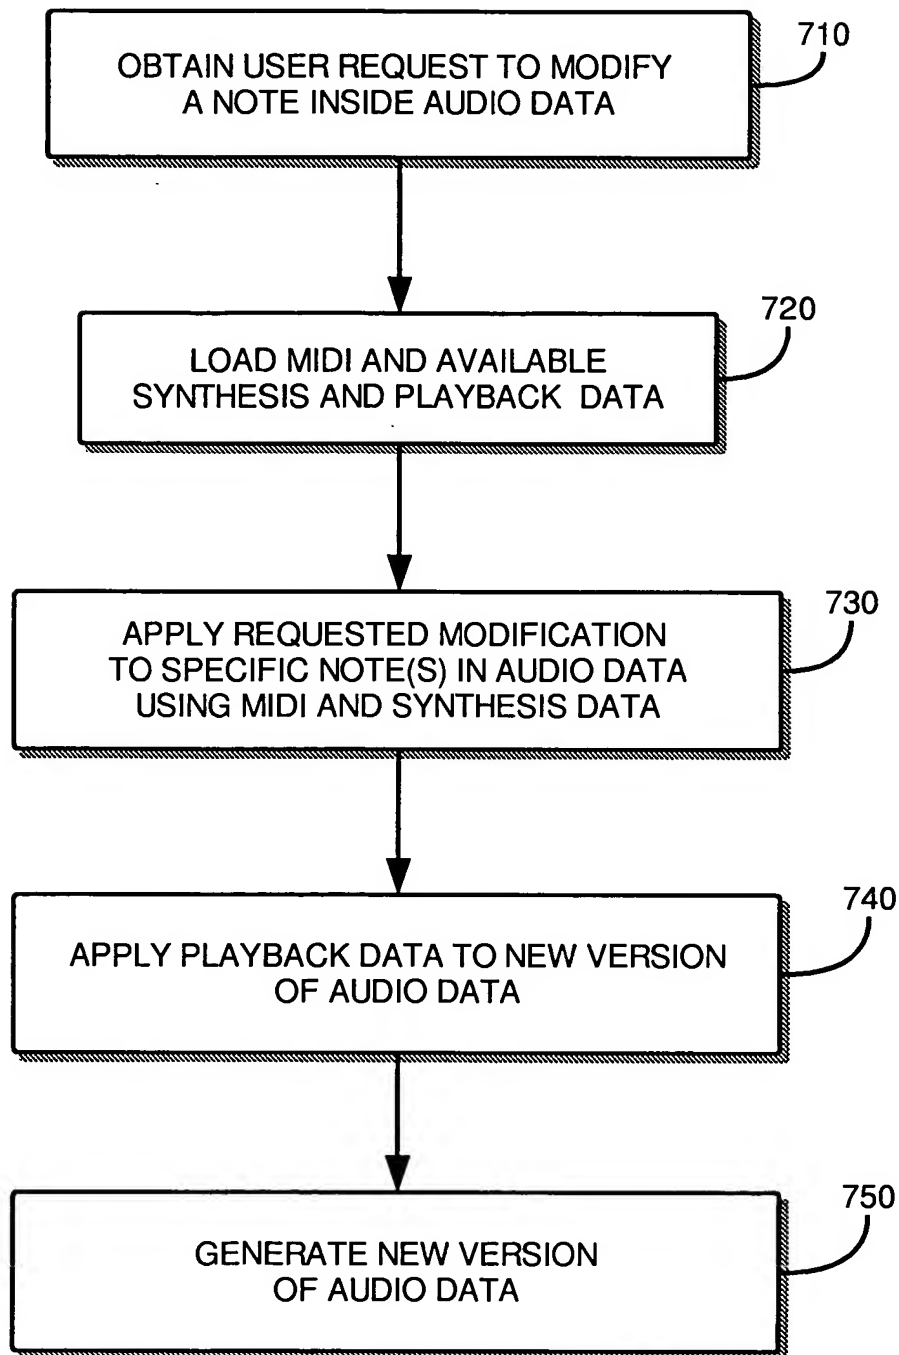 710
OBTAIN USER REQUEST TO MODIFY
A NOTE INSIDE AUDIO DATA
720
LOAD MIDI AND AVAILABLE
SYNTHESIS AND PLAYBACK DATA
730
APPLY REQUESTED MODIFICATION
TO SPECIFIC NOTE(S) IN AUDIO DATA
USING MIDI AND SYNTHESIS DATA
740
APPLY PLAYBACK DATA TO NEW VERSION
OF AUDIO DATA
750
GENERATE NEW VERSION
OF AUDIO DATA